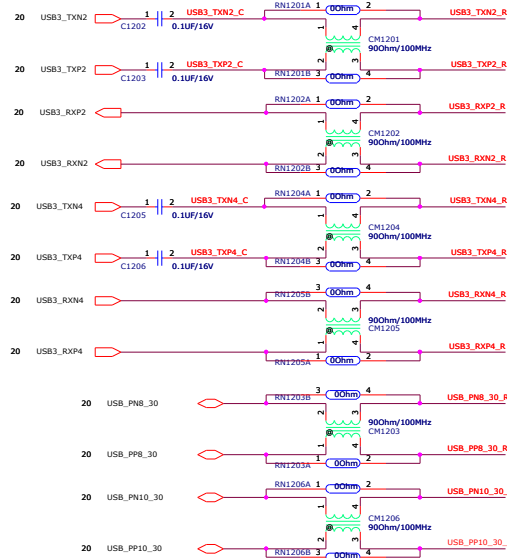 RN1201A 1 0Ohm 2
20 USB3_TXN2 1 2 USB3_TXN2_C USB3_TXN2_R
C1202 0.1UF/16V 1 4
CM1201
90Ohm/100MHz
20 USB3_TXP2 1 2 USB3_TXP2_C 2 3 USB3_TXP2_R
C1203 0.1UF/16V RN1201B 3 0Ohm 4
RN1202A 1 0Ohm 2
20 USB3_RXP2 USB3_RXP2_R
1 4
CM1202
@ 90Ohm/100MHz
2 3
20 USB3_RXN2 USB3_RXN2_R
RN1202B 3 0Ohm 4
RN1204A 1 0Ohm 2
20 USB3_TXN4 1 2 USB3_TXN4_C USB3_TXN4_R
C1205 0.1UF/16V 1 4
CM1204
@ 90Ohm/100MHz
20 USB3_TXP4 1 2 USB3_TXP4_C 2 3 USB3_TXP4_R
C1206 0.1UF/16V RN1204B 3 0Ohm 4
3 0Ohm 4
20 USB3_RXN4 RN1205B USB3_RXN4_R
2 3
90Ohm/100MHz
@ CM1205
1 4
20 USB3_RXP4 USB3_RXP4_R
RN1205A 1 0Ohm 2
3 0Ohm 4
RN1203B
20 USB_PN8_30 USB_PN8_30_R
2 3
90Ohm/100MHz
@ CM1203
1 4
20 USB_PP8_30 USB_PP8_30_R
RN1203A 1 0Ohm 2
RN1206A 1 0Ohm 2
20 USB_PN10_30 USB_PN10_30_
1 4
CM1206
@ 90Ohm/100MHz
2 3
20 USB_PP10_30 USB_PP10_30_
RN1206B 3 0Ohm 4